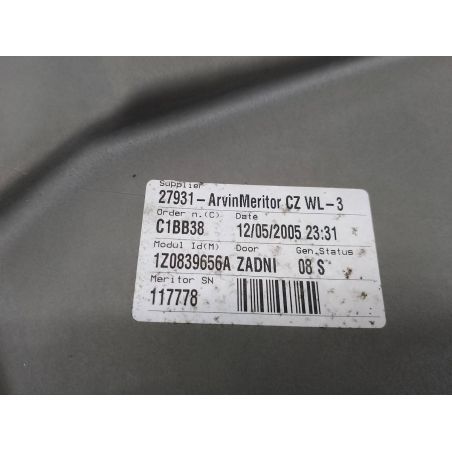 Supplier
27931-ArvinMeritor CZ WL-3
Order n.(C) Date
C1BB38 12/05/2005 23:31
Modul Id(M) Door Gen.Status
1Z0839656A ZADNI 08 S
Meritor SN
117778